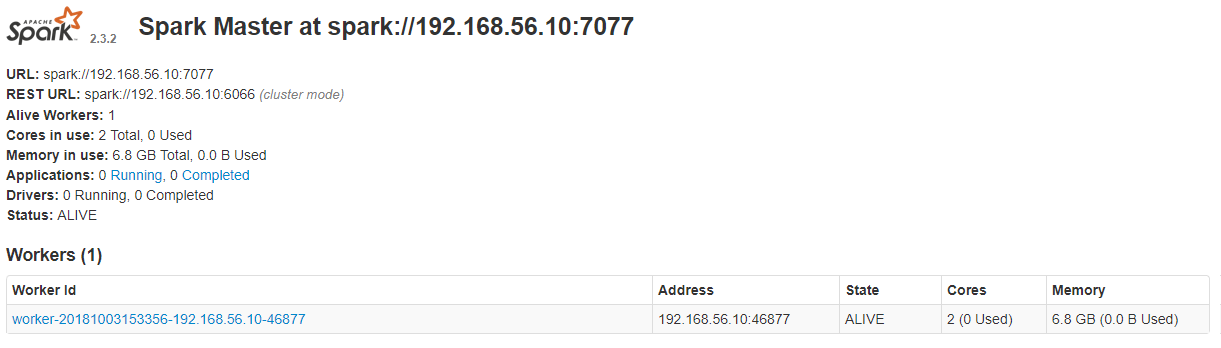 APACHE
Spark 2.3.2 Spark Master at spark://192.168.56.10:7077
URL: spark://192.168.56.10:7077
REST URL: spark://192.168.56.10:6066 (cluster mode)
Alive Workers: 1
Cores in use: 2 Total, 0 Used
Memory in use: 6.8 GB Total, 0.0 B Used
Applications: 0 Running, 0 Completed
Drivers: 0 Running, 0 Completed
Status: ALIVE
Workers (1)
Worker Id Address State Cores Memory
worker-20181003153356-192.168.56.10-46877 192.168.56.10:46877 ALIVE 2 (0 Used) 6.8 GB (0.0 B Used)